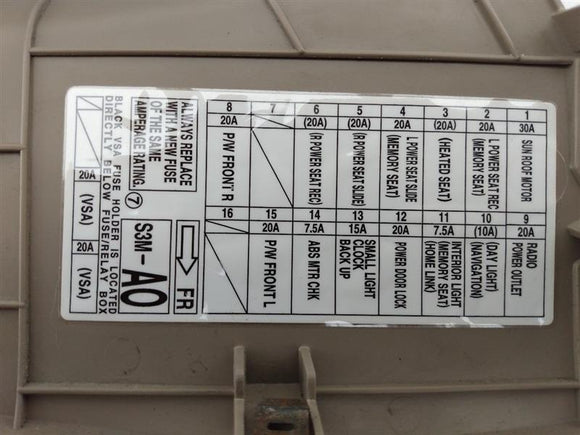 1
30A
SUN ROOF MOTOR
2
20A
L POWER SEAT REC
(MEMORY SEAT)
3
(20A)
(HEATED SEAT)
4
20A
L POWER SEAT SLIDE
(MEMORY SEAT)
5
(20A)
(R POWER SEAT SLIDE)
6
(20A)
(R POWER SEAT REC)
7
8
20A
P/W FRONT R
9
20A
RADIO
POWER OUTLET
10
(10A)
(DAY LIGHT)
(NAVIGATION)
11
7.5A
INTERIOR LIGHT
(MEMORY SEAT)
(HOME LINK)
12
20A
POWER DOOR LOCK
13
15A
SMALL LIGHT
CLOCK
BACK UP
14
7.5A
ABS MTR CHK
15
20A
P/W FRONT L
16
ALWAYS REPLACE
WITH A NEW FUSE
OF THE SAME
AMPERAGE RATING.
7
S3M-A0
FR
20A
(VSA)
20A
(VSA)
BLACK VSA FUSE HOLDER IS LOCATED
DIRECTLY BELOW FUSE/RELAY BOX